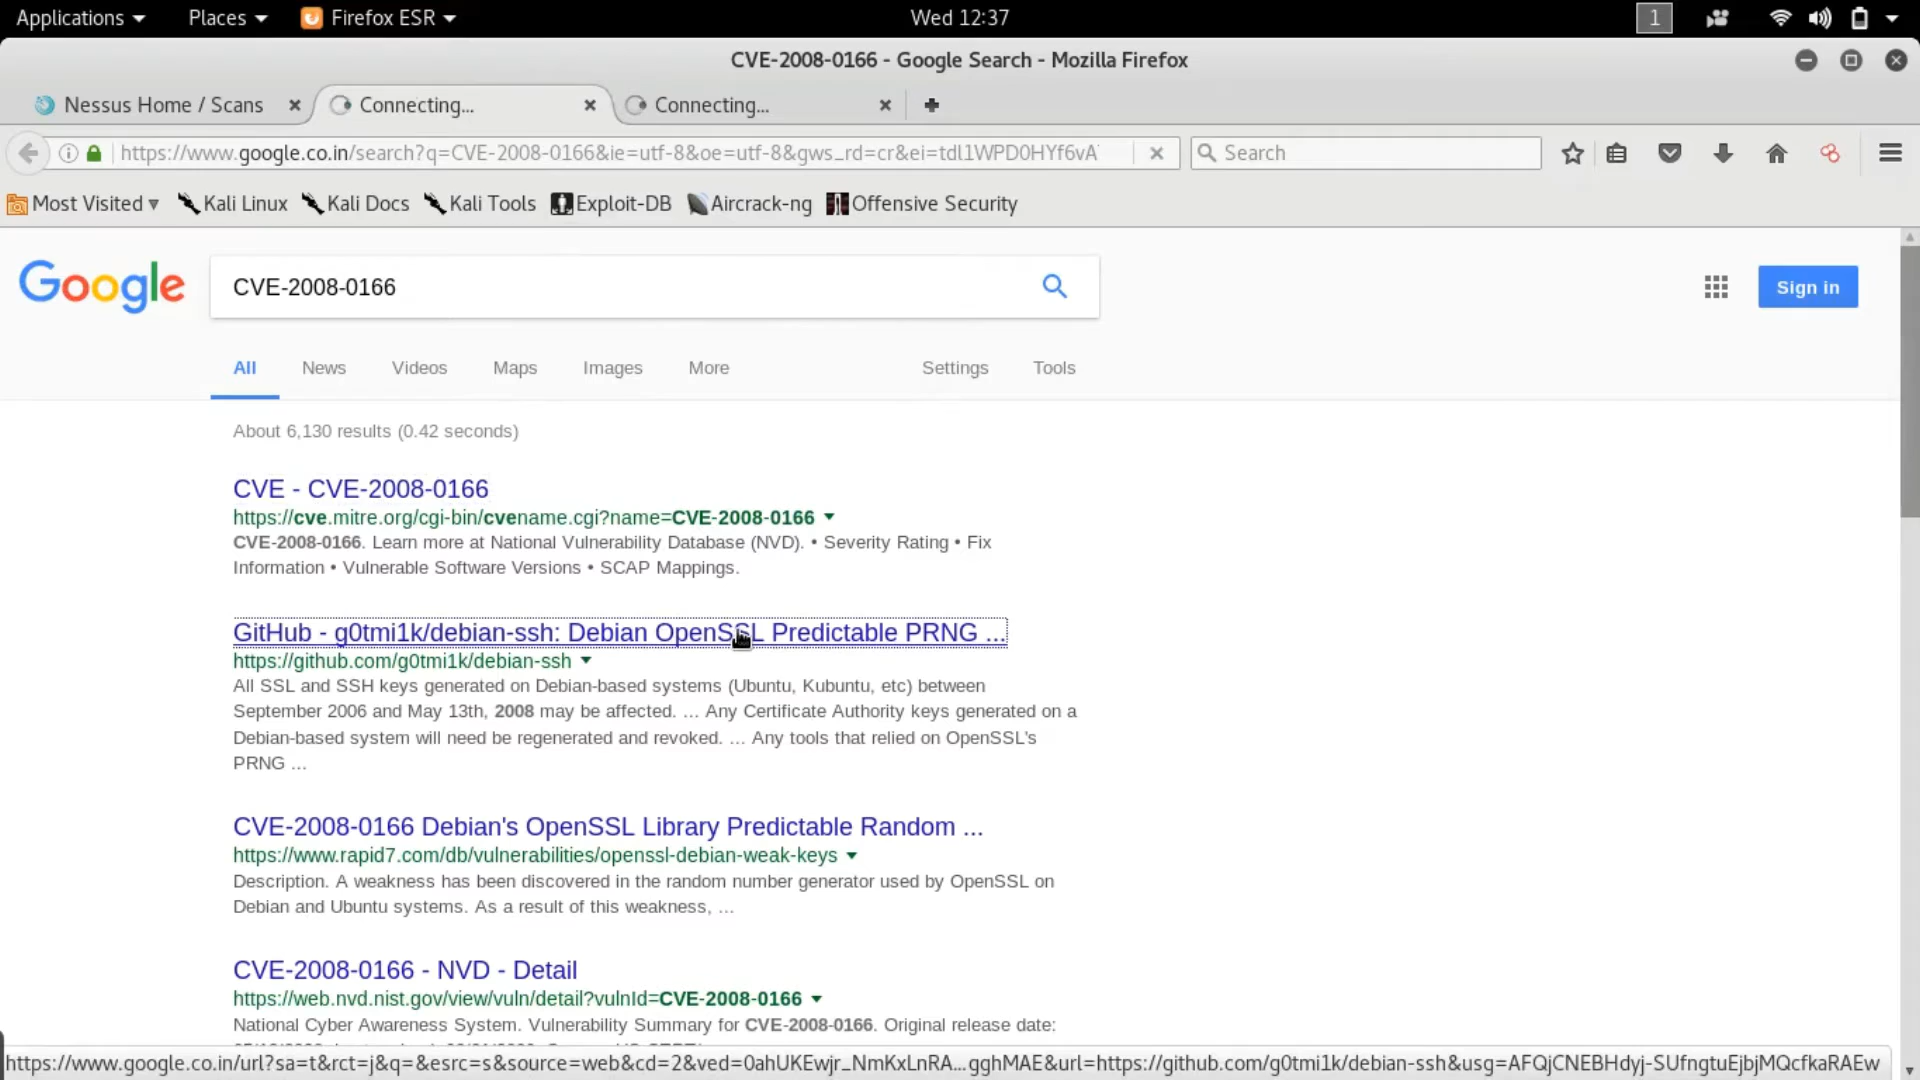 Applications Places Firefox ESR Wed 12:37 1
CVE-2008-0166 - Google Search - Mozilla Firefox
Nessus Home / Scans Connecting... Connecting...
https://www.google.co.in/search?q=CVE-2008-0166&ie=utf-8&oe=utf-8&gws_rd=cr&ei=tdl1WPD0HYf6vA Search
Most Visited Kali Linux Kali Docs Kali Tools Exploit-DB Aircrack-ng Offensive Security
Google CVE-2008-0166 Sign in
All News Videos Maps Images More Settings Tools
About 6,130 results (0.42 seconds)
CVE - CVE-2008-0166
https://cve.mitre.org/cgi-bin/cvename.cgi?name=CVE-2008-0166
CVE-2008-0166. Learn more at National Vulnerability Database (NVD). • Severity Rating • Fix
Information • Vulnerable Software Versions • SCAP Mappings.
GitHub - g0tmi1k/debian-ssh: Debian OpenSSL Predictable PRNG ...
https://github.com/g0tmi1k/debian-ssh
All SSL and SSH keys generated on Debian-based systems (Ubuntu, Kubuntu, etc) between
September 2006 and May 13th, 2008 may be affected. ... Any Certificate Authority keys generated on a
Debian-based system will need be regenerated and revoked. ... Any tools that relied on OpenSSL's
PRNG ...
CVE-2008-0166 Debian's OpenSSL Library Predictable Random ...
https://www.rapid7.com/db/vulnerabilities/openssl-debian-weak-keys
Description. A weakness has been discovered in the random number generator used by OpenSSL on
Debian and Ubuntu systems. As a result of this weakness, ...
CVE-2008-0166 - NVD - Detail
https://web.nvd.nist.gov/view/vuln/detail?vulnId=CVE-2008-0166
National Cyber Awareness System. Vulnerability Summary for CVE-2008-0166. Original release date:
https://www.google.co.in/url?sa=t&rct=j&q=&esrc=s&source=web&cd=2&ved=0ahUKEwjr_NmKxLnRA...gghMAE&url=https://github.com/g0tmi1k/debian-ssh&usg=AFQjCNEBHdyj-SUfngtuEjbjMQcfkaRAEw